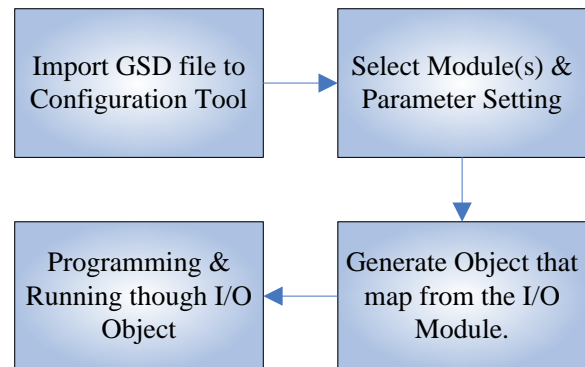 Import GSD file to
Configuration Tool
Select Module(s) &
Parameter Setting
Generate Object that
map from the I/O
Module.
Programming &
Running though I/O
Object